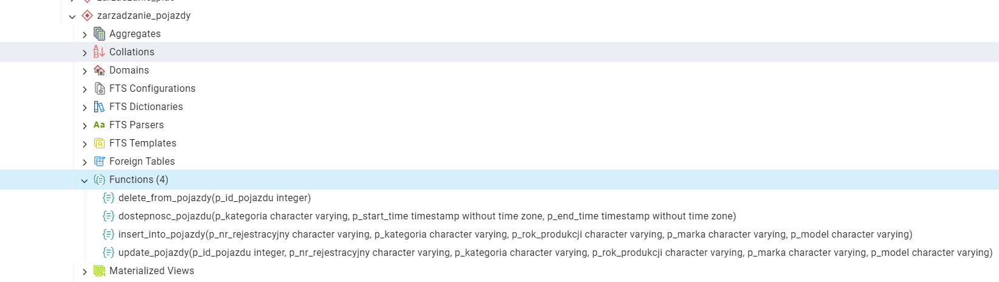 zarzadzanie_pojazdy
Aggregates
Collations
Domains
FTS Configurations
FTS Dictionaries
Aa FTS Parsers
FTS Templates
Foreign Tables
Functions (4)
delete_from_pojazdy(p_id_pojazdu integer)
dostepnosc_pojazdu(p_kategoria character varying, p_start_time timestamp without time zone, p_end_time timestamp without time zone)
insert_into_pojazdy(p_nr_rejestracyjny character varying, p_kategoria character varying, p_rok_produkcji character varying, p_marka character varying, p_model character varying)
update_pojazdy(p_id_pojazdu integer, p_nr_rejestracyjny character varying, p_kategoria character varying, p_rok_produkcji character varying, p_marka character varying, p_model character varying)
Materialized Views